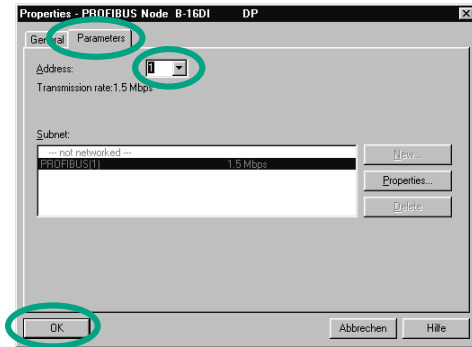 Properties - PROFIBUS Node B-16DI DP
General Parameters
Address: 1
Transmission rate:1.5 Mbps
Subnet:
--- not networked ---
PROFIBUS(1) 1.5 Mbps
New...
Properties...
Delete
OK Abbrechen Hilfe